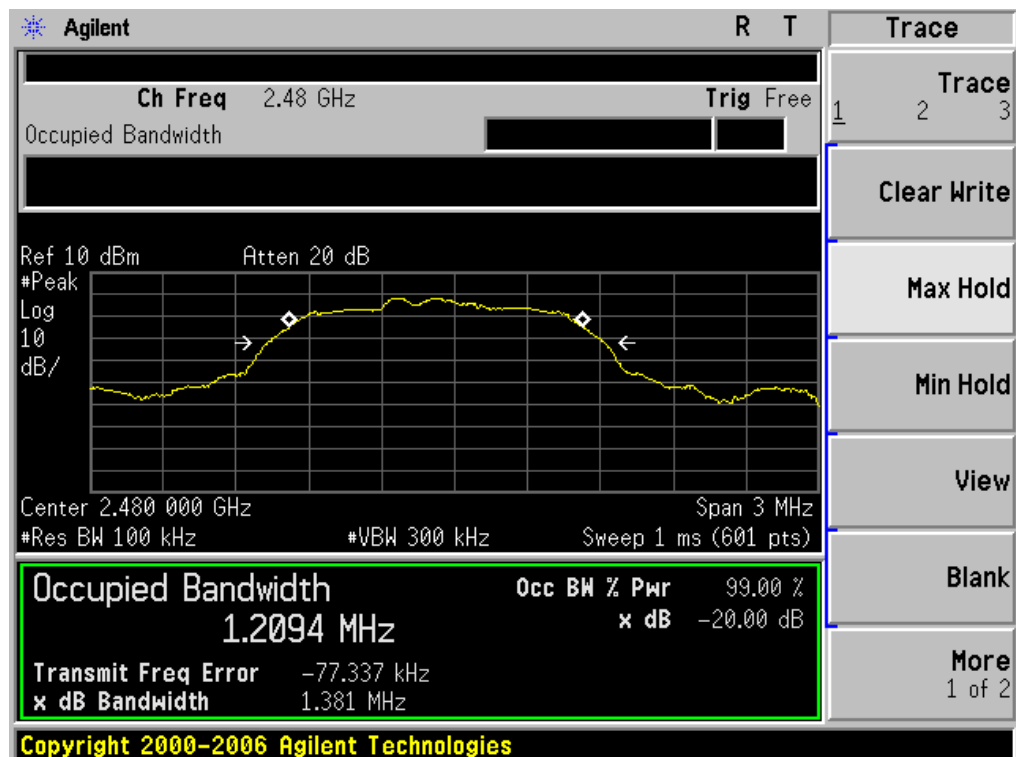 Agilent R T Trace
Ch Freq 2.48 GHz Trig Free
Occupied Bandwidth
Trace
1 2 3
Clear Write
Max Hold
Min Hold
View
Blank
More
1 of 2
Ref 10 dBm Atten 20 dB
#Peak
Log
10
dB/
Center 2.480 000 GHz Span 3 MHz
#Res BW 100 kHz #VBW 300 kHz Sweep 1 ms (601 pts)
Occupied Bandwidth Occ BW % Pwr 99.00 %
1.2094 MHz x dB -20.00 dB
Transmit Freq Error -77.337 kHz
x dB Bandwidth 1.381 MHz
Copyright 2000-2006 Agilent Technologies